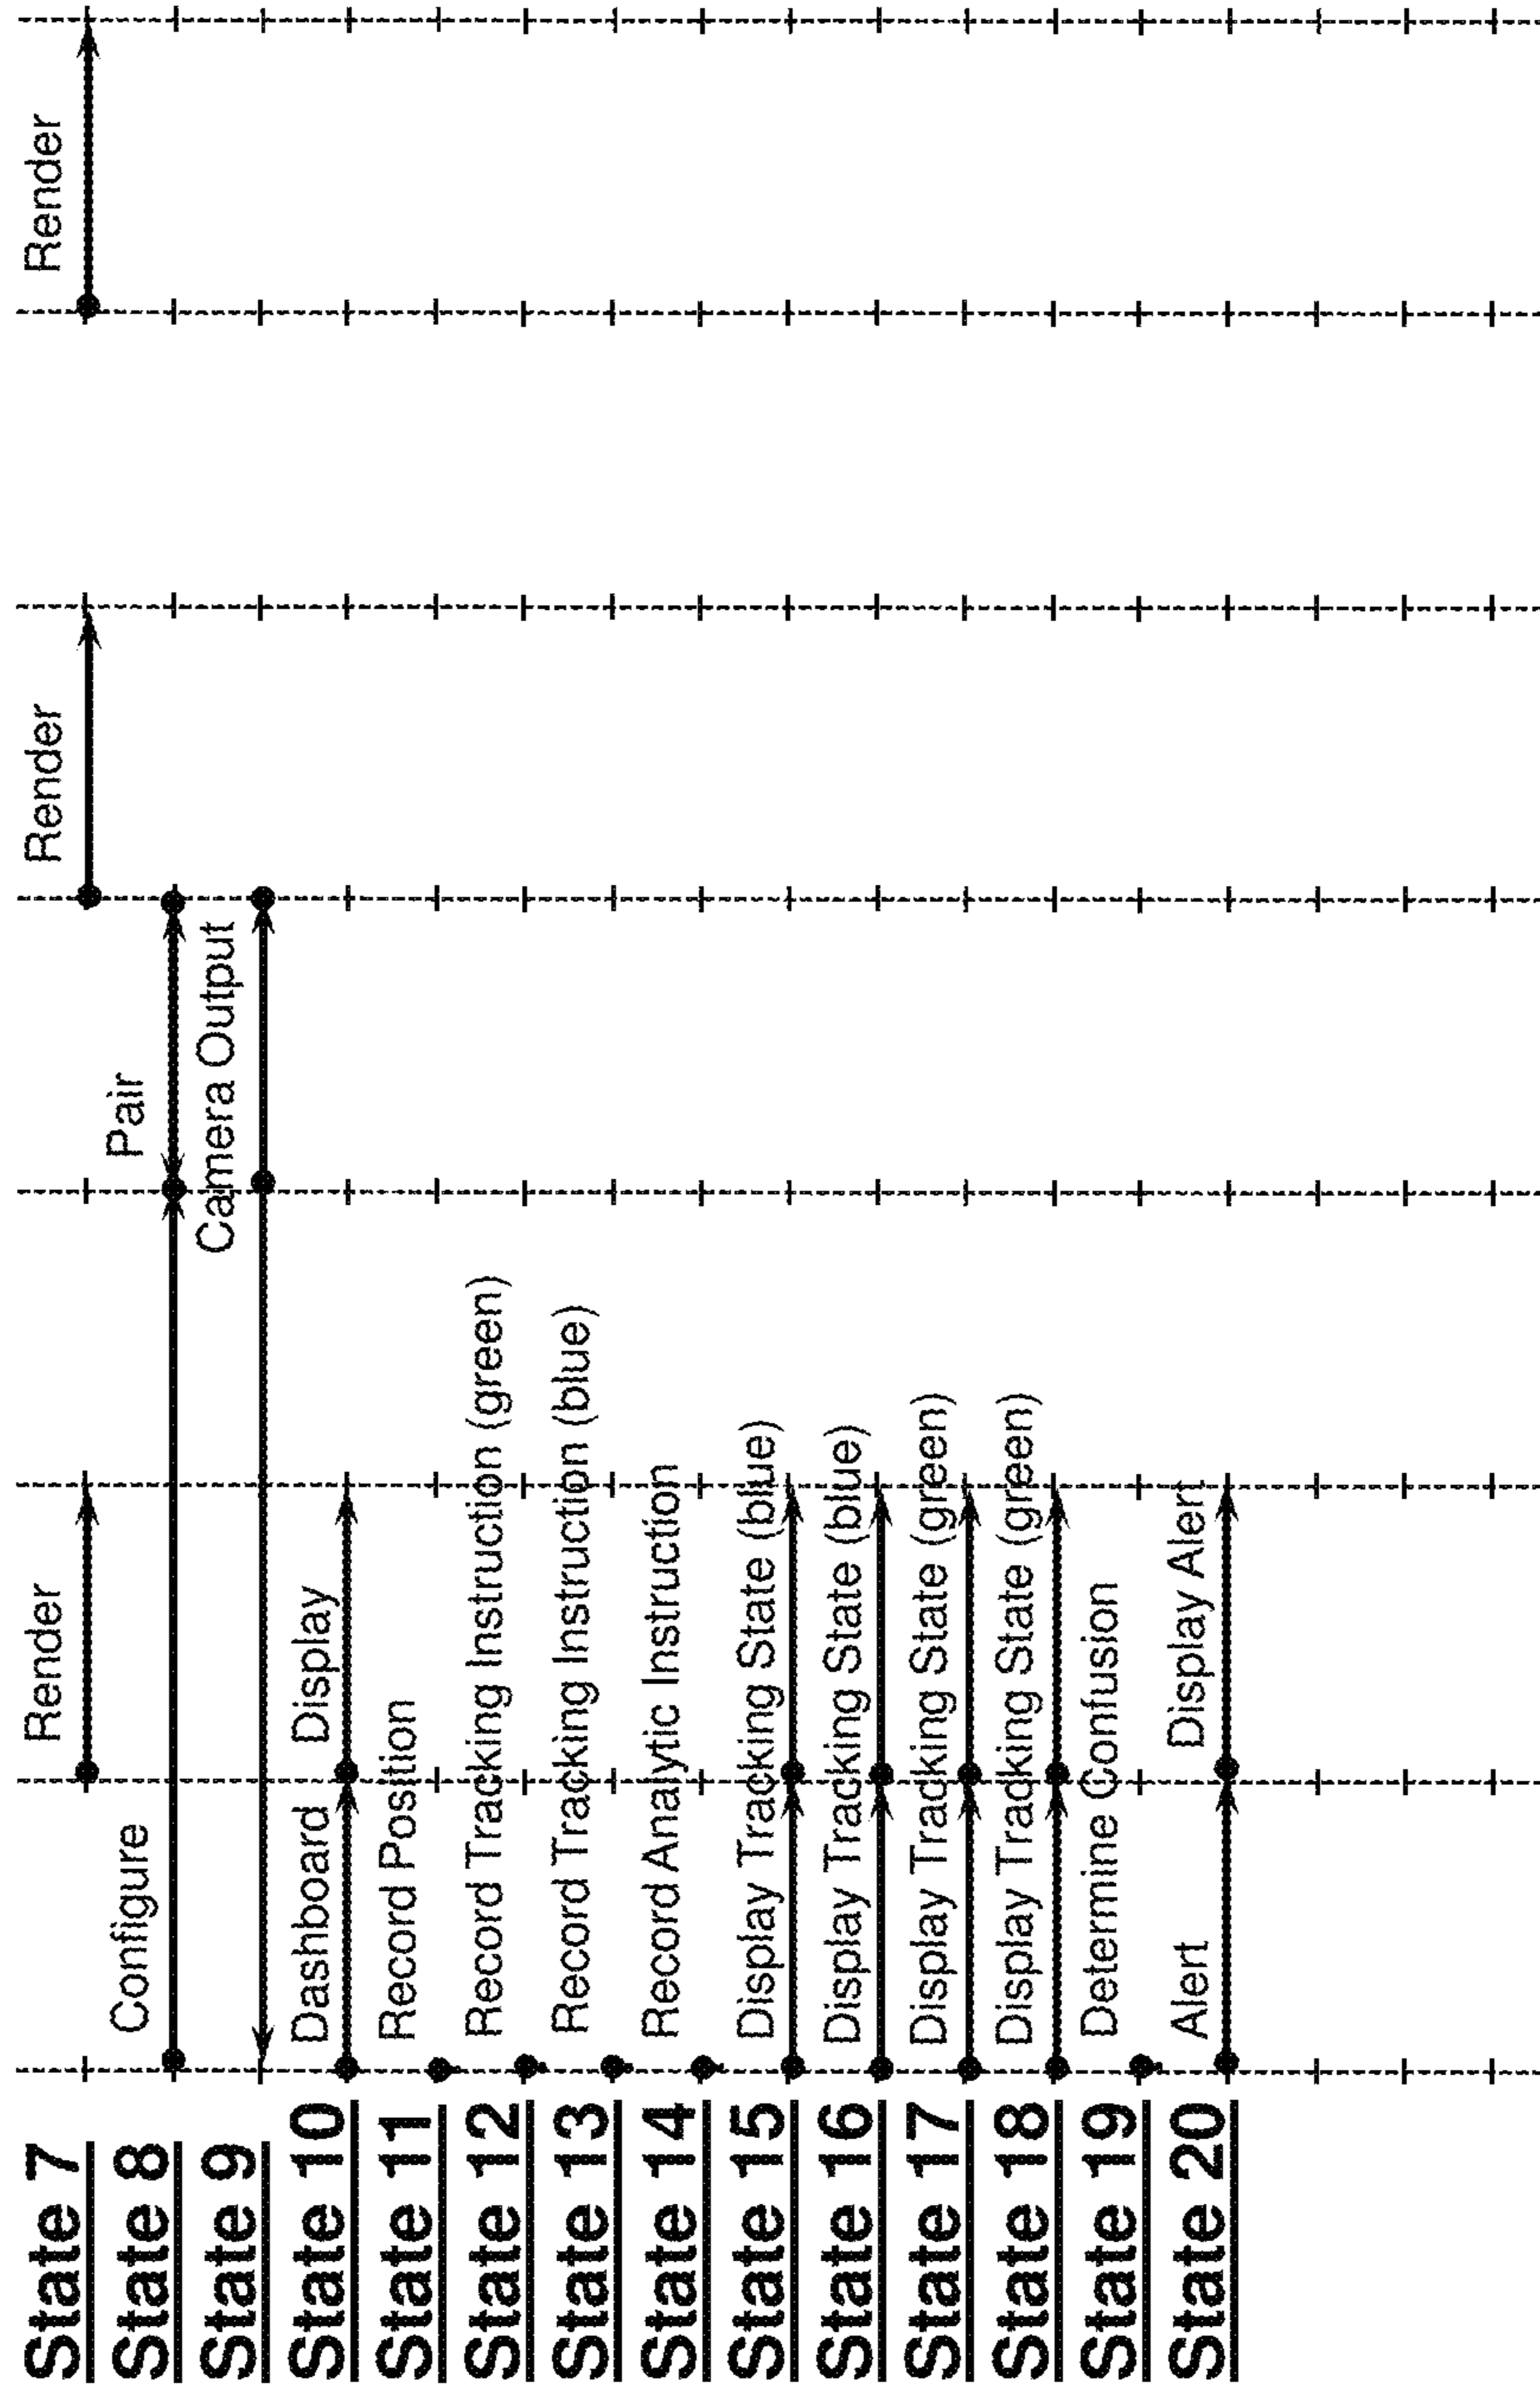 State 7 Render Render Render
State 8 Configure Pair
State 9 Camera Output
State 10 Dashboard Display
State 11 Record Position
State 12 Record Tracking Instruction (green)
State 13 Record Tracking Instruction (blue)
State 14 Record Analytic Instruction
State 15 Display Tracking State (blue)
State 16 Display Tracking State (blue)
State 17 Display Tracking State (green)
State 18 Display Tracking State (green)
State 19 Determine Confusion
State 20 Alert Display Alert